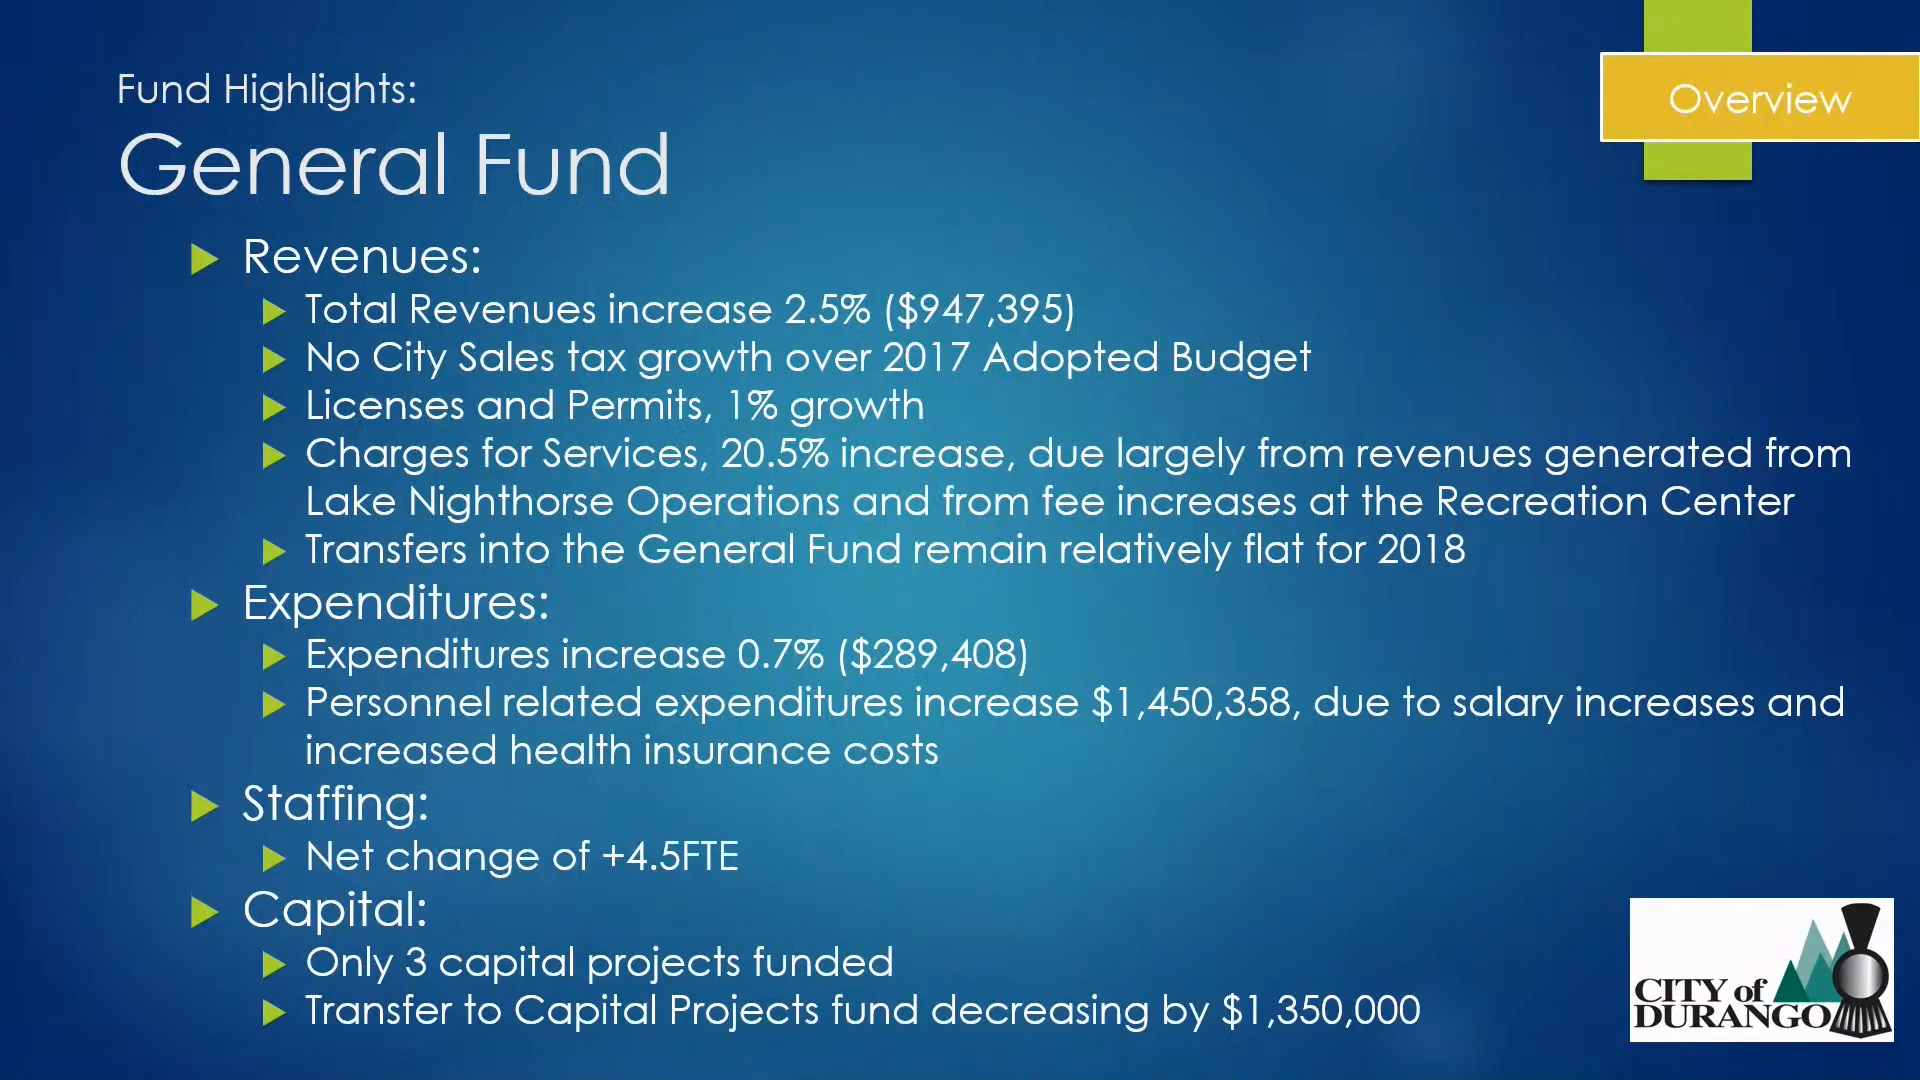 Fund Highlights:
General Fund
Overview
Revenues:
Total Revenues increase 2.5% ($947,395)
No City Sales tax growth over 2017 Adopted Budget
Licenses and Permits, 1% growth
Charges for Services, 20.5% increase, due largely from revenues generated from
Lake Nighthorse Operations and from fee increases at the Recreation Center
Transfers into the General Fund remain relatively flat for 2018
Expenditures:
Expenditures increase 0.7% ($289,408)
Personnel related expenditures increase $1,450,358, due to salary increases and
increased health insurance costs
Staffing:
Net change of +4.5FTE
Capital:
Only 3 capital projects funded
Transfer to Capital Projects fund decreasing by $1,350,000
CITY of
DURANGO